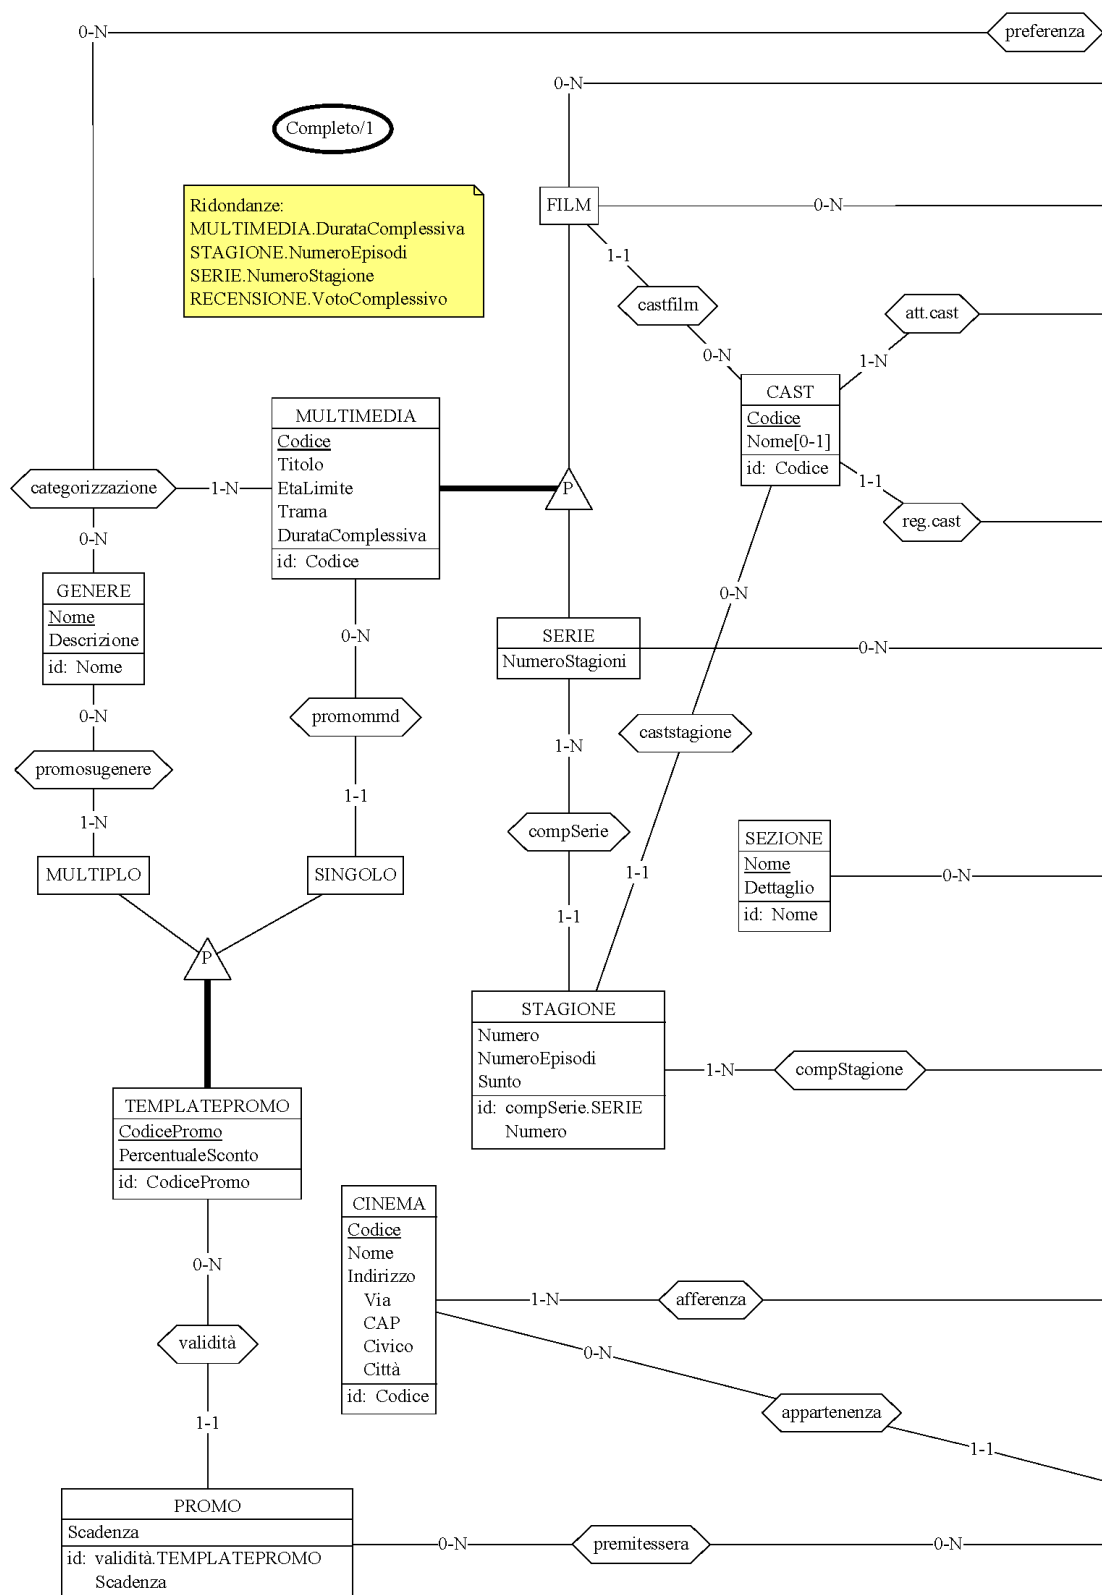 0-N
preferenza
0-N
Completo/1
Ridondanze:
MULTIMEDIA.DurataComplessiva
STAGIONE.NumeroEpisodi
SERIE.NumeroStagione
RECENSIONE.VotoComplessivo
FILM
0-N
1-1
castfilm
0-N
att.cast
1-N
CAST
Codice
Nome[0-1]
id: Codice
1-1
reg.cast
MULTIMEDIA
Codice
Titolo
EtaLimite
Trama
DurataComplessiva
id: Codice
P
categorizzazione
1-N
0-N
GENERE
Nome
Descrizione
id: Nome
0-N
0-N
SERIE
NumeroStagioni
0-N
0-N
promommd
caststagione
promosugenere
1-N
1-1
1-N
compSerie
1-1
MULTIPLO
SINGOLO
SEZIONE
Nome
Dettaglio
id: Nome
0-N
1-1
P
STAGIONE
Numero
NumeroEpisodi
Sunto
id: compSerie.SERIE
Numero
1-N
compStagione
TEMPLATEPROMO
CodicePromo
PercentualeSconto
id: CodicePromo
CINEMA
Codice
Nome
Indirizzo
Via
CAP
Civico
Città
id: Codice
0-N
1-N
afferenza
validità
0-N
appartenenza
1-1
1-1
PROMO
Scadenza
id: validità.TEMPLATEPROMO
Scadenza
0-N
premitessera
0-N